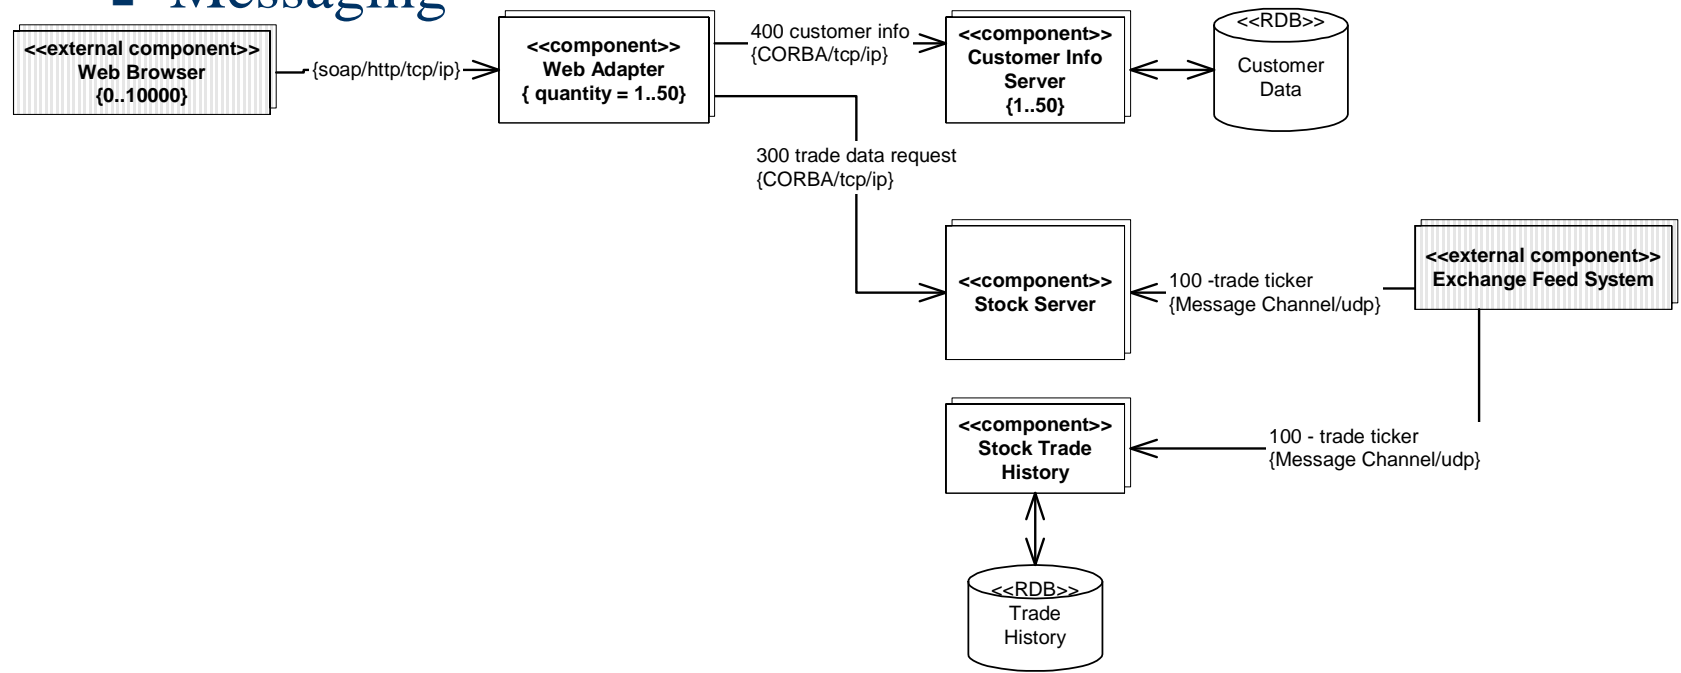 Messaging
<<external component>>
Web Browser
{0..10000}
{soap/http/tcp/ip}
<<component>>
Web Adapter
{ quantity = 1..50}
400 customer info
{CORBA/tcp/ip}
<<component>>
Customer Info
Server
{1..50}
<<RDB>>
Customer
Data
300 trade data request
{CORBA/tcp/ip}
<<component>>
Stock Server
100 -trade ticker
{Message Channel/udp}
<<external component>>
Exchange Feed System
<<component>>
Stock Trade
History
100 - trade ticker
{Message Channel/udp}
<<RDB>>
Trade
History